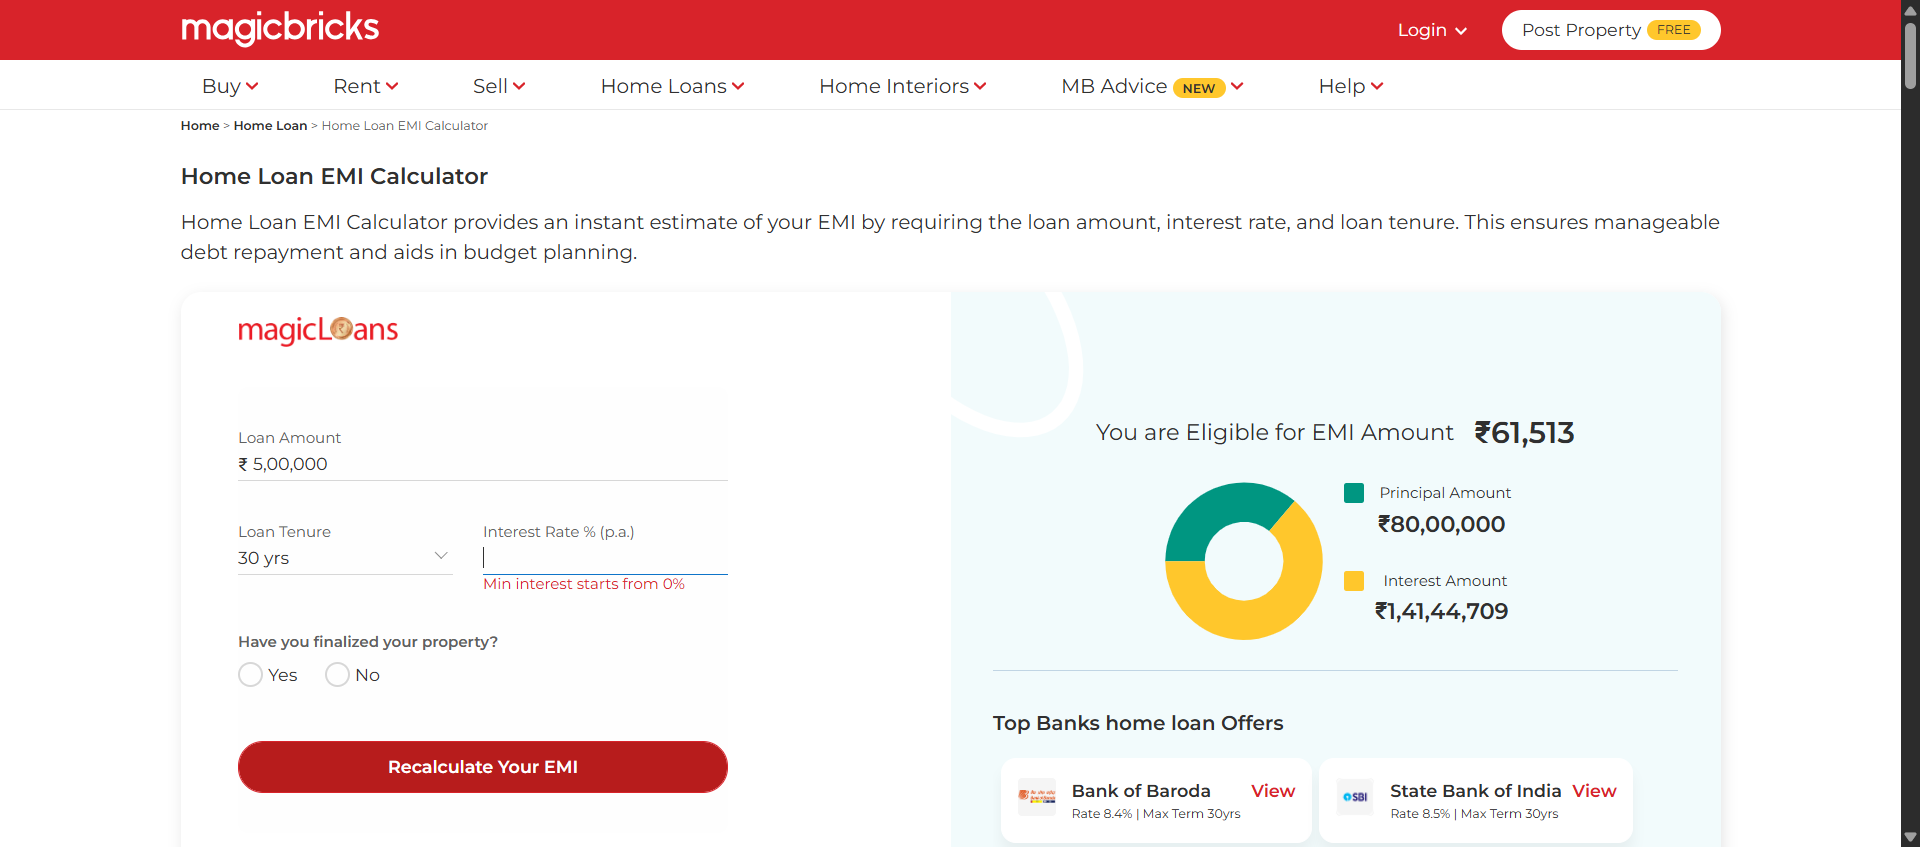 magicbricks
Login
Post Property FREE
Buy
Rent
Sell
Home Loans
Home Interiors
MB Advice NEW
Help
Home > Home Loan > Home Loan EMI Calculator
Home Loan EMI Calculator
Home Loan EMI Calculator provides an instant estimate of your EMI by requiring the loan amount, interest rate, and loan tenure. This ensures manageable
debt repayment and aids in budget planning.
magicLoans
Loan Amount
₹ 5,00,000
Loan Tenure
30 yrs
Interest Rate % (p.a.)
Min interest starts from 0%
Have you finalized your property?
Yes
No
Recalculate Your EMI
You are Eligible for EMI Amount ₹61,513
Principal Amount
₹80,00,000
Interest Amount
₹1,41,44,709
Top Banks home loan Offers
Bank of Baroda View
Rate 8.4% | Max Term 30yrs
SBI
State Bank of India View
Rate 8.5% | Max Term 30yrs